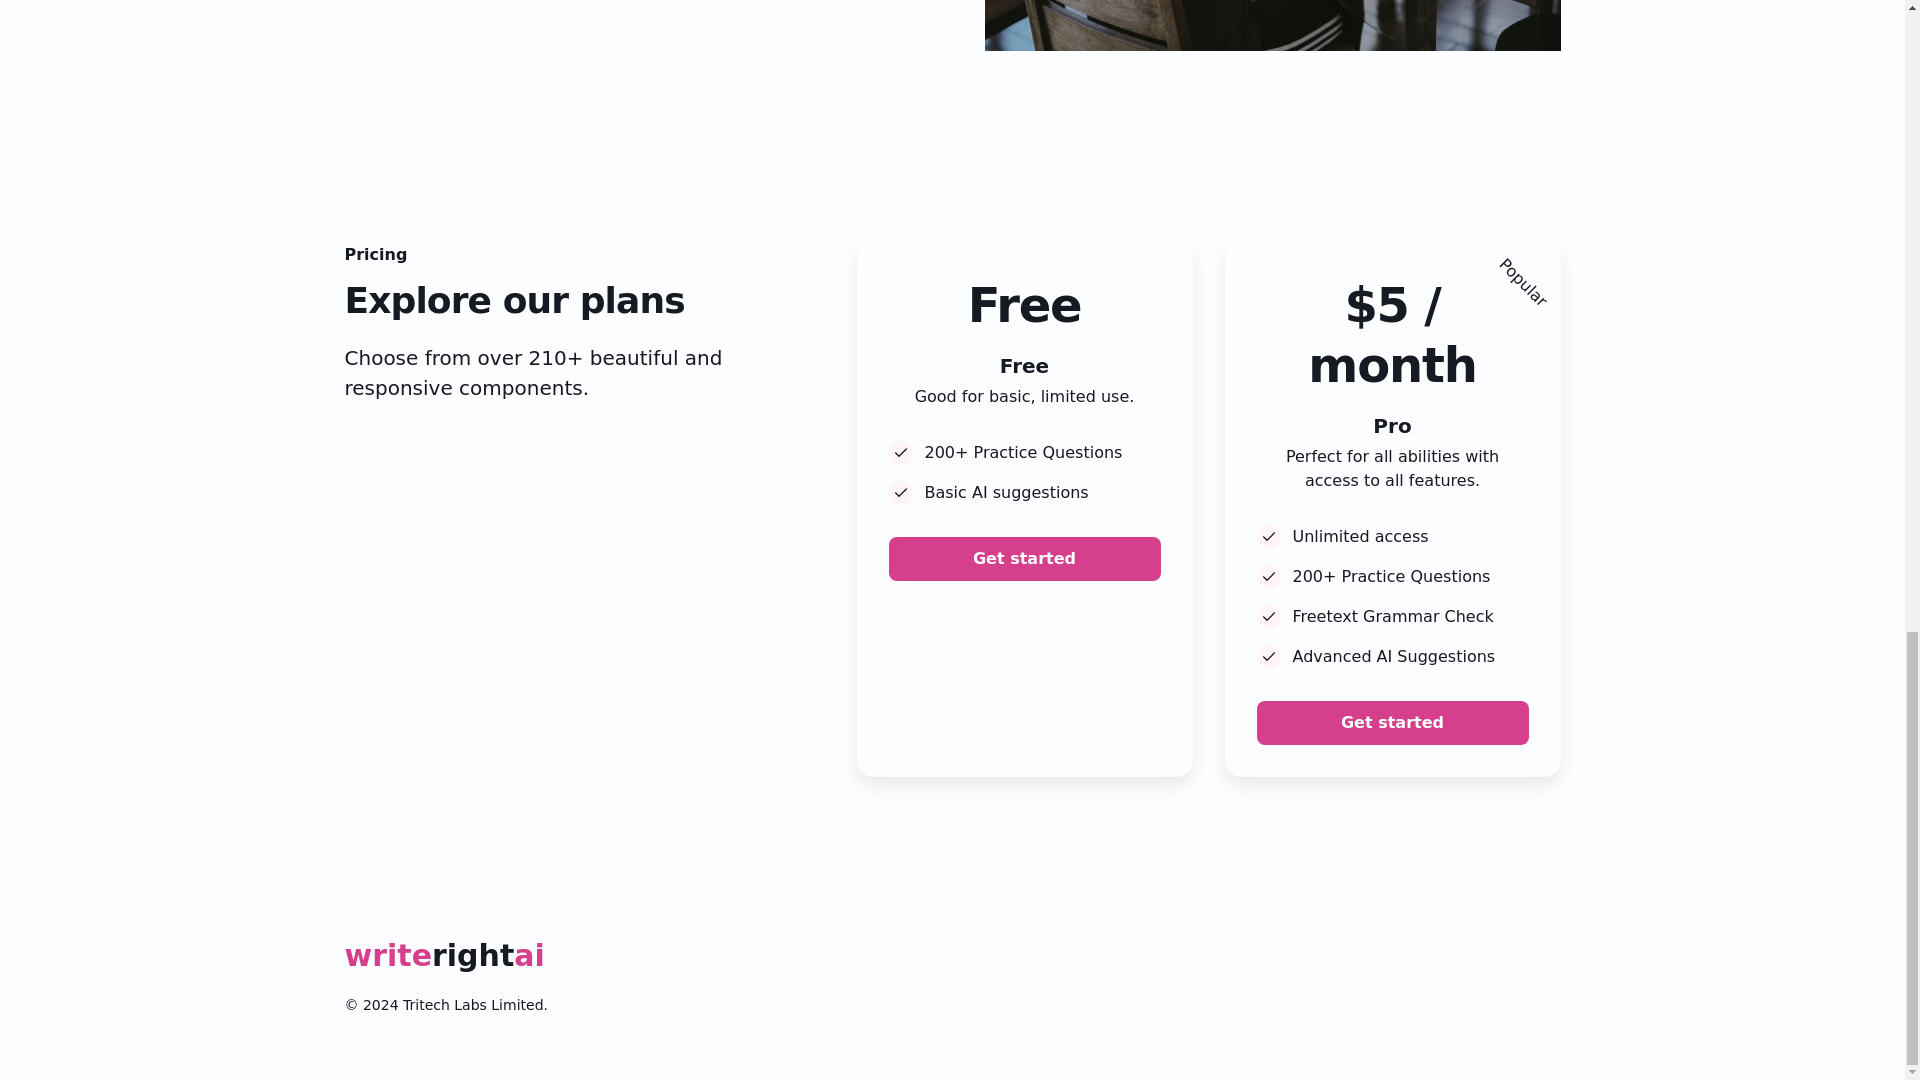 Pricing
Explore our plans
Choose from over 210+ beautiful and
responsive components.
Free
Free
Good for basic, limited use.
200+ Practice Questions
Basic AI suggestions
Get started
Popular
$5 /
month
Pro
Perfect for all abilities with
access to all features.
Unlimited access
200+ Practice Questions
Freetext Grammar Check
Advanced AI Suggestions
Get started
writerightai
© 2024 Tritech Labs Limited.